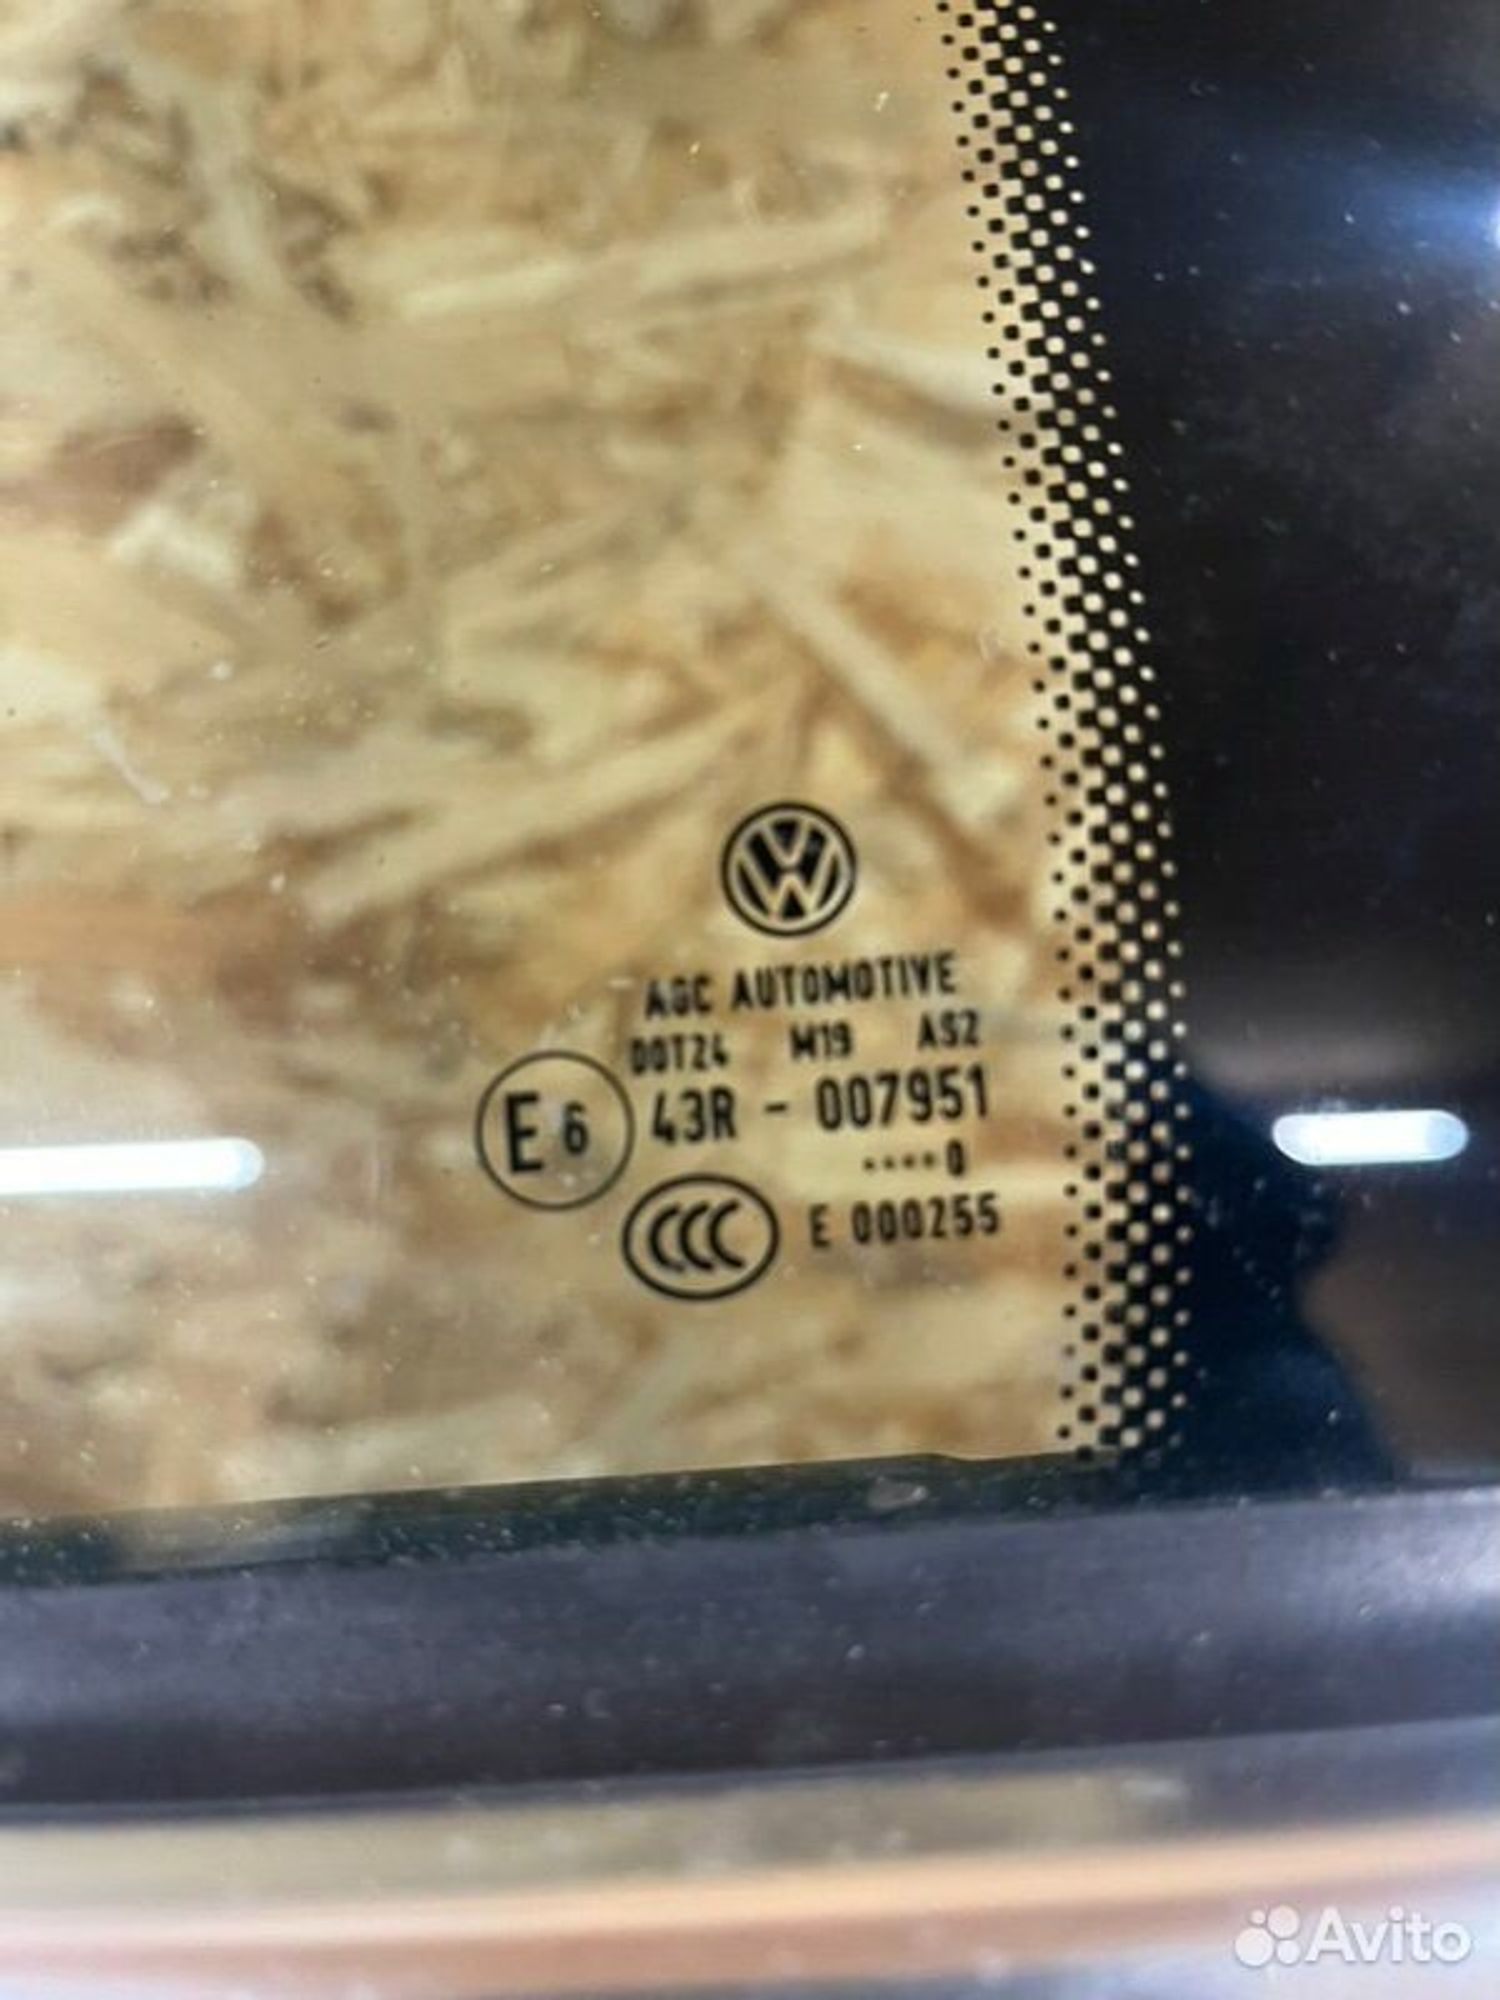 AGC AUTOMOTIVE
DOT24 M19 AS2
E6 43R - 007951
····0
CCC E 000255
Avito